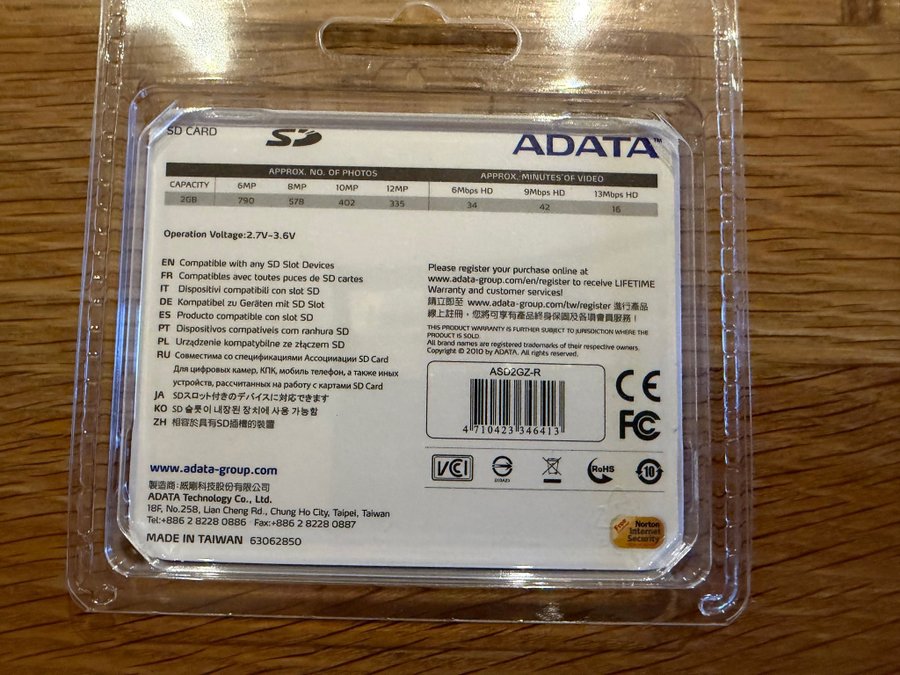 SD CARD
SD
ADATA™
APPROX. NO. OF PHOTOS APPROX. MINUTES OF VIDEO
CAPACITY 6MP 8MP 10MP 12MP 6Mbps HD 9Mbps HD 13Mbps HD
2GB 790 578 402 335 34 42 16
Operation Voltage:2.7V-3.6V
EN Compatible with any SD Slot Devices
FR Compatibles avec toutes puces de SD cartes
IT Dispositivi compatibili con slot SD
DE Kompatibel zu Geräten mit SD Slot
ES Producto compatible con slot SD
PT Dispositivos compatíveis com ranhura SD
PL Urządzenie kompatybilne ze złączem SD
RU Совместима со спецификациями Ассоциаации SD Card
Для цифровых камер, КПК, мобиль телефон, а также иных
устройств, рассчитанных на работу с картами SD Card
JA SDスロット付きのデバイスに対応できます
KO SD 슬롯이 내장된 장치에 사용 가능함
ZH 相容於具有SD插槽的裝置
www.adata-group.com
製造商：威剛科技股份有限公司
ADATA Technology Co., Ltd.
18F, No.258, Lian Cheng Rd., Chung Ho City, Taipei, Taiwan
Tel:+886 2 8228 0886 Fax:+886 2 8228 0887
MADE IN TAIWAN 63062850
Please register your purchase online at
www.adata-group.com/en/register to receive LIFETIME
Warranty and customer services!
請立即至 www.adata-group.com/tw/register 進行產品
線上註冊，您將可享有產品終身保固及各項會員服務！
THIS PRODUCT WARRANTY IS FURTHER SUBJECT TO JURISDICTION WHERE THE
PRODUCT IS SOLD.
All brand names are registered trademarks of their respective owners.
Copyright © 2010 by ADATA. All rights reserved.
ASD2GZ-R
4 710423 346413
CE
FC
VCI
D33A93
RoHS
10
Free
Norton
Internet
Security